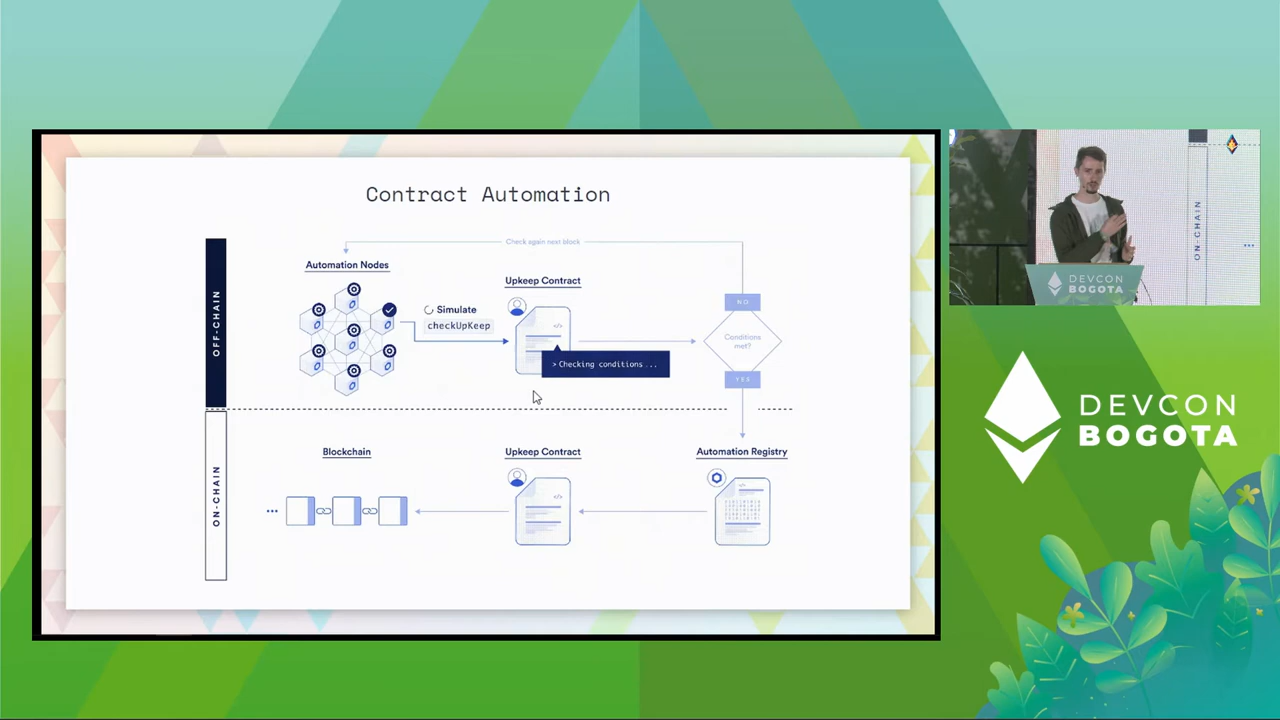 Contract Automation
Check again next block
Automation Nodes
Upkeep Contract
Simulate
checkUpKeep
</>
> Checking conditions ...
NO
Conditions
met?
YES
OFF-CHAIN
ON-CHAIN
Blockchain
Upkeep Contract
Automation Registry
</>
</>
ON-CHAIN
DEVCON
BOGOTA
DEVCON
BOGOTA